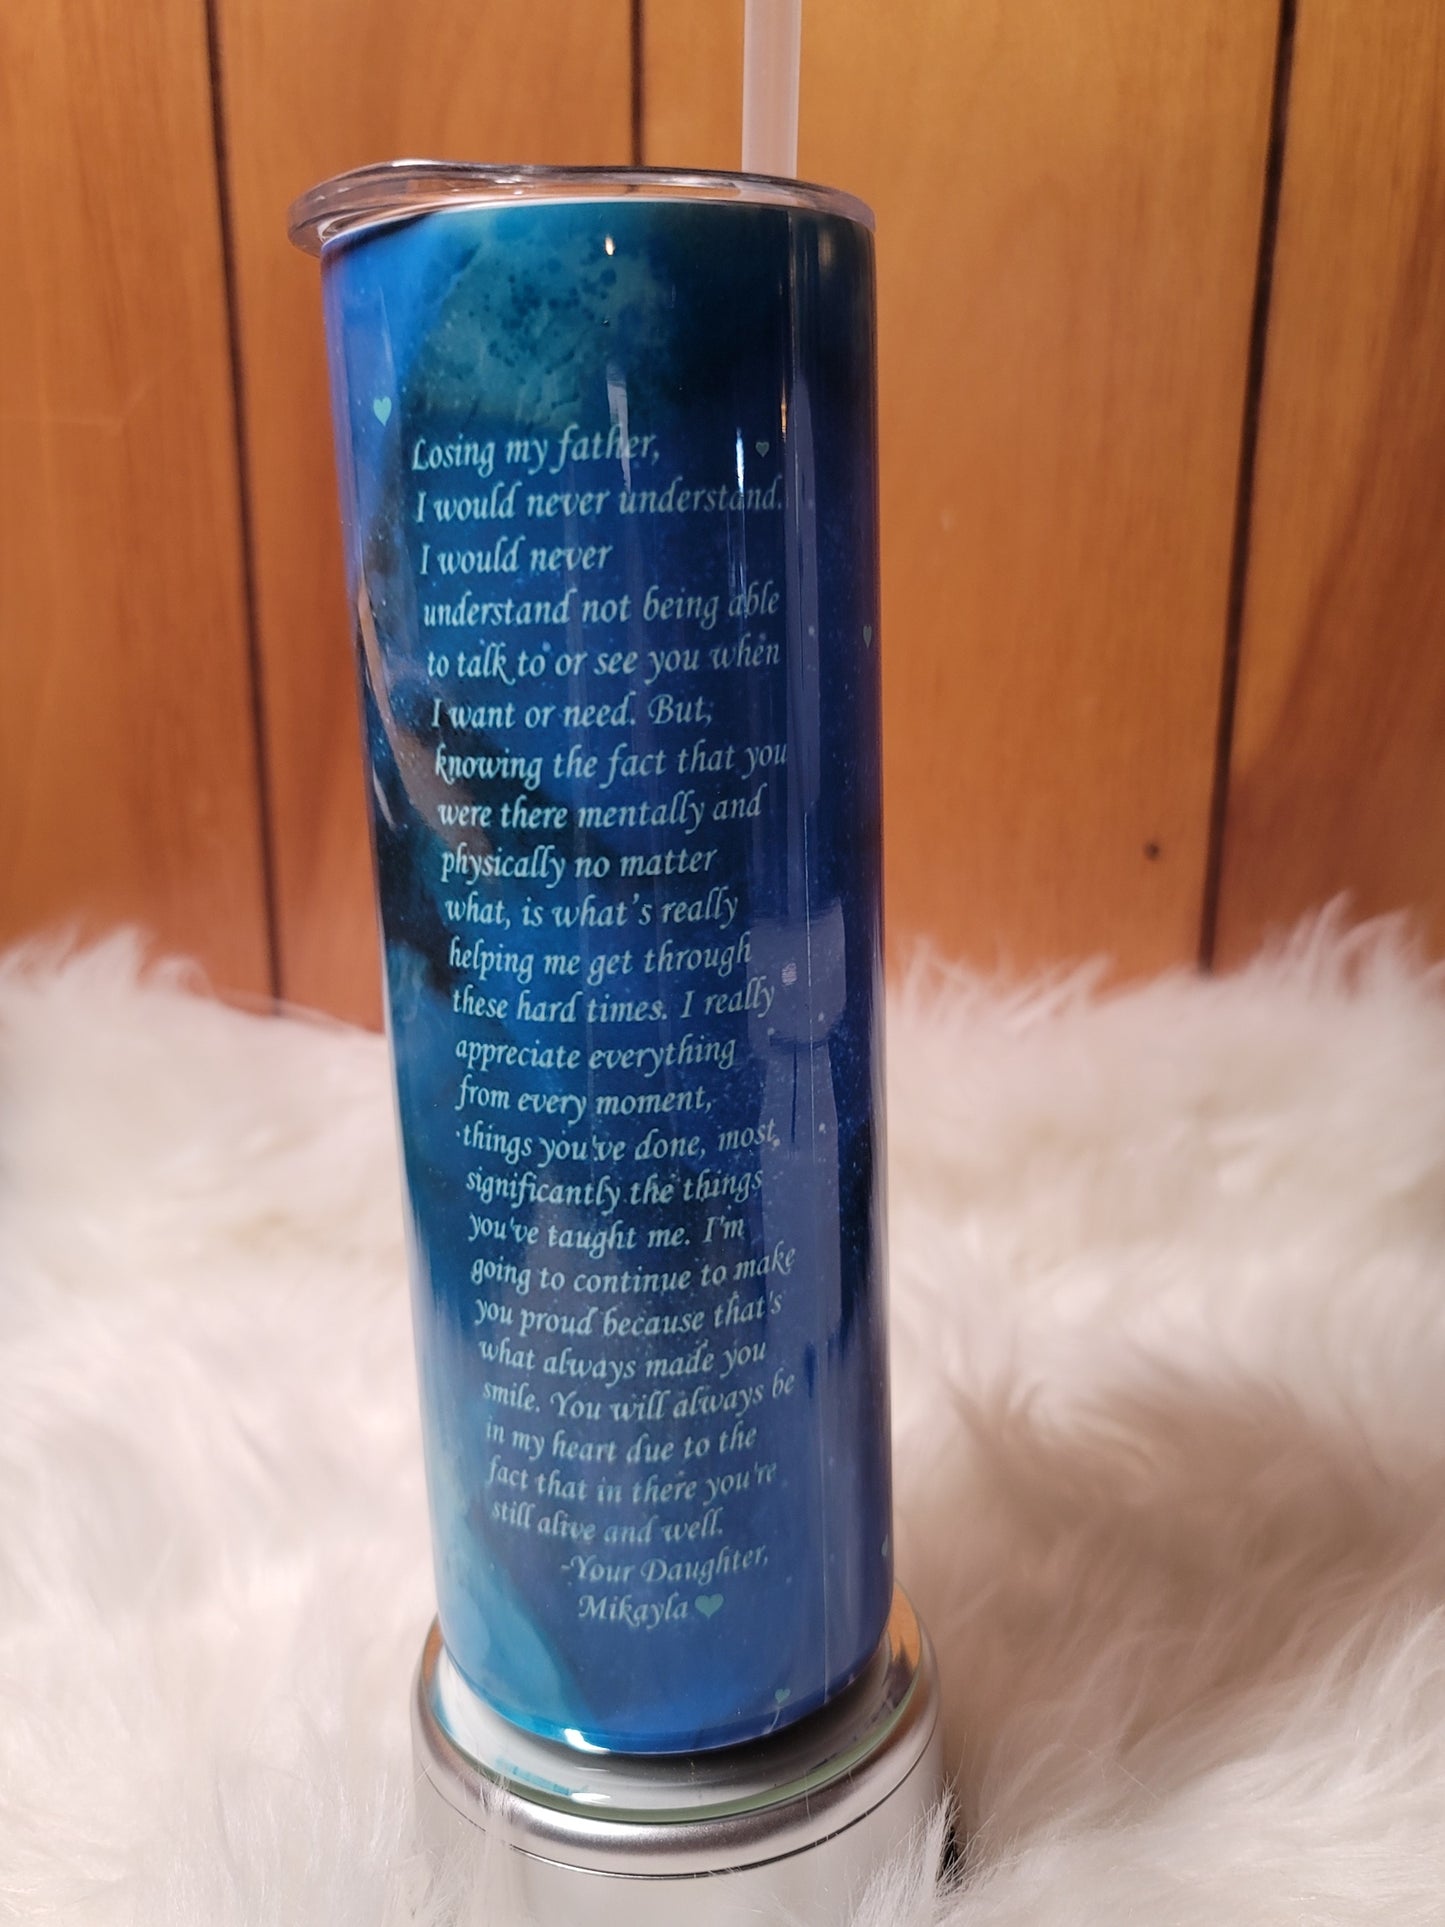 Losing my father,
I would never understand.
I would never
understand not being able
to talk to or see you when
I want or need. But,
knowing the fact that you
were there mentally and
physically no matter
what, is what's really
helping me get through
these hard times. I really
appreciate everything
from every moment,
things you've done, most
significantly the things
you've taught me. I'm
going to continue to make
you proud because that's
what always made you
smile. You will always be
in my heart due to the
fact that in there you're
still alive and well.
-Your Daughter,
Mikayla